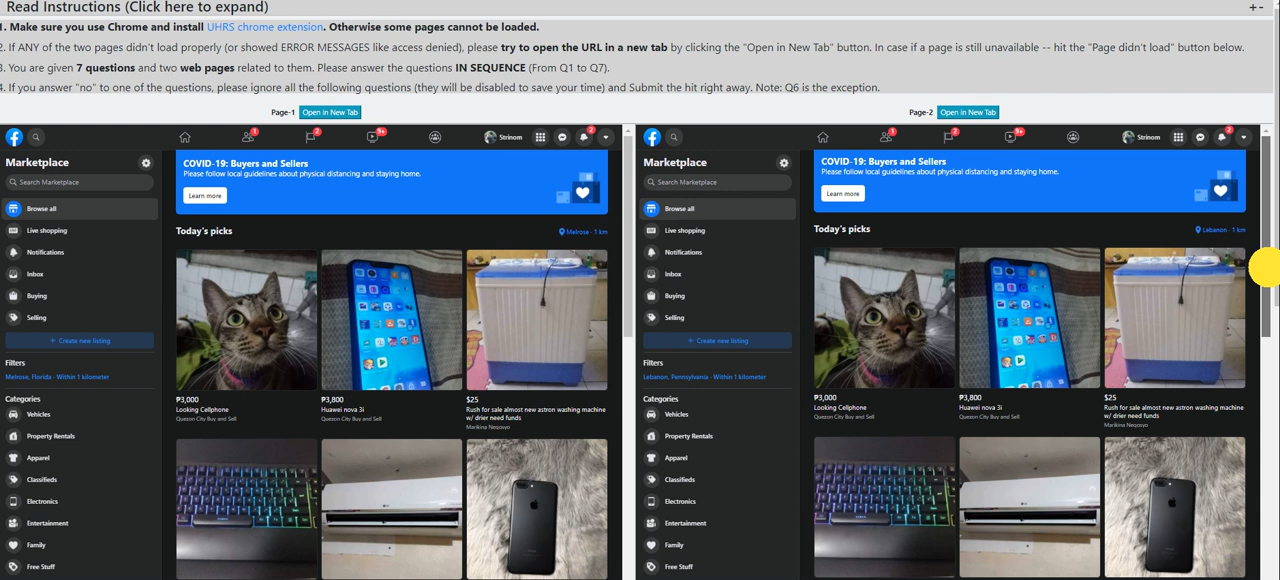 Read Instructions (Click here to expand)
+-
1. Make sure you use Chrome and install UHRS chrome extension. Otherwise some pages cannot be loaded.
2. If ANY of the two pages didn't load properly (or showed ERROR MESSAGES like access denied), please try to open the URL in a new tab by clicking the "Open in New Tab" button. In case if a page is still unavailable -- hit the "Page didn't load" button below.
3. You are given 7 questions and two web pages related to them. Please answer the questions IN SEQUENCE (From Q1 to Q7).
4. If you answer "no" to one of the questions, please ignore all the following questions (they will be disabled to save your time) and Submit the hit right away. Note: Q6 is the exception.
Page-1 Open in New Tab
Page-2 Open in New Tab
1 2 9+ Strinom 2
Marketplace
Search Marketplace
Browse all
Live shopping
Notifications
Inbox
Buying
Selling
+ Create new listing
Filters
Melrose, Florida · Within 1 kilometer
Categories
Vehicles
Property Rentals
Apparel
Classifieds
Electronics
Entertainment
Family
Free Stuff
COVID-19: Buyers and Sellers
Please follow local guidelines about physical distancing and staying home.
Learn more
Today's picks
Melrose · 1 km
₱3,000
Looking Cellphone
Quezon City Buy and Sell
₱3,800
Huawei nova 3i
Quezon City Buy and Sell
$25
Rush for sale almost new astron washing machine
w/ drier need funds
Marikina
1 2 9+ Strinom 2
Marketplace
Search Marketplace
Browse all
Live shopping
Notifications
Inbox
Buying
Selling
+ Create new listing
Filters
Lebanon, Pennsylvania · Within 1 kilometer
Categories
Vehicles
Property Rentals
Apparel
Classifieds
Electronics
Entertainment
Family
Free Stuff
COVID-19: Buyers and Sellers
Please follow local guidelines about physical distancing and staying home.
Learn more
Today's picks
Lebanon · 1 km
₱3,000
Looking Cellphone
Quezon City Buy and Sell
₱3,800
Huawei nova 3i
Quezon City Buy and Sell
$25
Rush for sale almost new astron washing machine
w/ drier need funds
Marikina